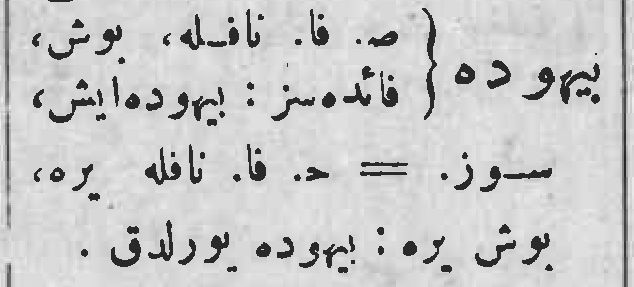 بیهوده { ص. فا. نافله، بوش،
فائده‌سز : بیهوده‌ایش،
سوز. = ح. فا. نافله یره،
بوش یره : بیهوده یورلدق .